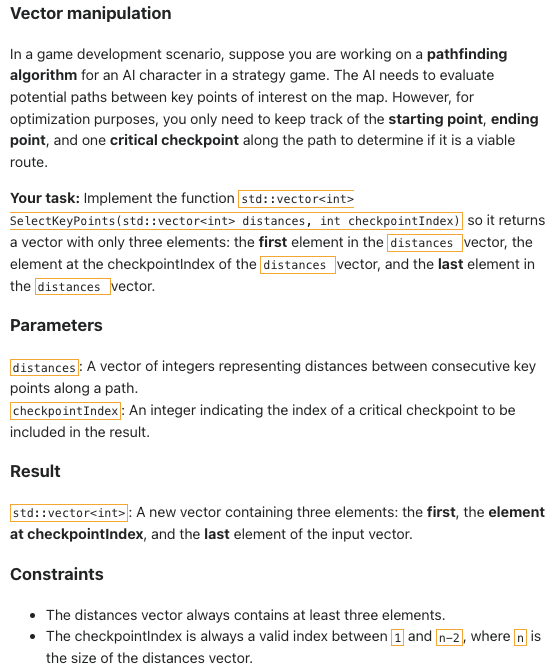 Vector manipulation
In a game development scenario, suppose you are working on a pathfinding
algorithm for an AI character in a strategy game. The AI needs to evaluate
potential paths between key points of interest on the map. However, for
optimization purposes, you only need to keep track of the starting point, ending
point, and one critical checkpoint along the path to determine if it is a viable
route.
Your task: Implement the function std::vector<int>
SelectKeyPoints(std::vector<int> distances, int checkpointIndex) so it returns
a vector with only three elements: the first element in the distances vector, the
element at the checkpointIndex of the distances vector, and the last element in
the distances vector.
Parameters
distances: A vector of integers representing distances between consecutive key
points along a path.
checkpointIndex: An integer indicating the index of a critical checkpoint to be
included in the result.
Result
std::vector<int>: A new vector containing three elements: the first, the element
at checkpointIndex, and the last element of the input vector.
Constraints
• The distances vector always contains at least three elements.
• The checkpointIndex is always a valid index between 1 and n−2, where n is
the size of the distances vector.